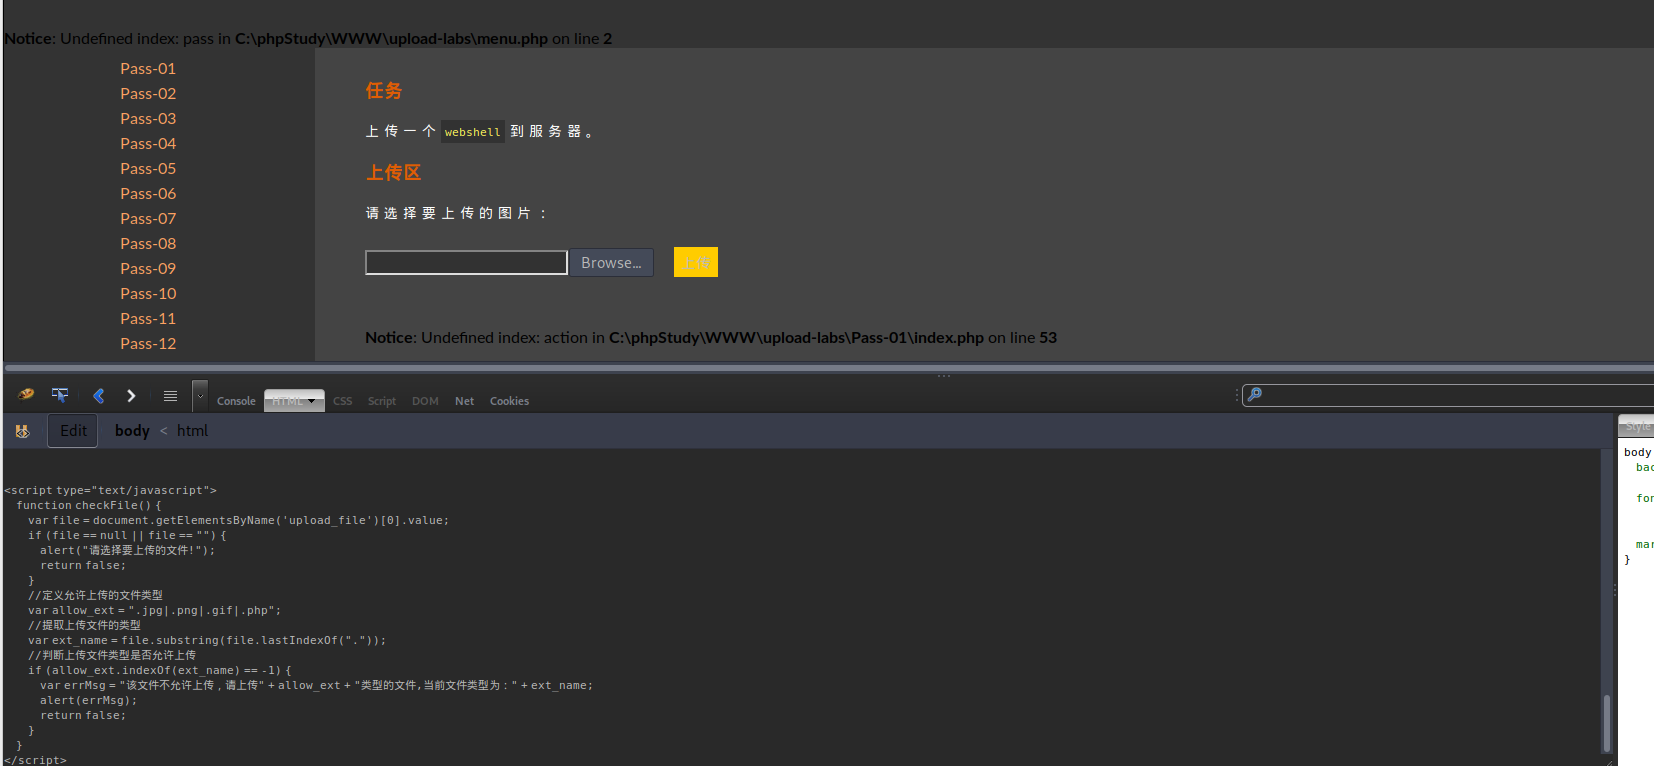 Notice: Undefined index: pass in C:\phpStudy\WWW\upload-labs\menu.php on line 2
Pass-01
Pass-02
Pass-03
Pass-04
Pass-05
Pass-06
Pass-07
Pass-08
Pass-09
Pass-10
Pass-11
Pass-12
任务
上传一个 webshell 到服务器。
上传区
请选择要上传的图片：
Browse... 上传
Notice: Undefined index: action in C:\phpStudy\WWW\upload-labs\Pass-01\index.php on line 53
Console HTML CSS Script DOM Net Cookies
Edit body < html
<script type="text/javascript">
function checkFile() {
var file = document.getElementsByName('upload_file')[0].value;
if (file == null || file == "") {
alert("请选择要上传的文件!");
return false;
}
//定义允许上传的文件类型
var allow_ext = ".jpg|.png|.gif|.php";
//提取上传文件的类型
var ext_name = file.substring(file.lastIndexOf("."));
//判断上传文件类型是否允许上传
if (allow_ext.indexOf(ext_name) == -1) {
var errMsg = "该文件不允许上传，请上传" + allow_ext + "类型的文件,当前文件类型为：" + ext_name;
alert(errMsg);
return false;
}
}
</script>
Style
body
bac
fon
mar
}